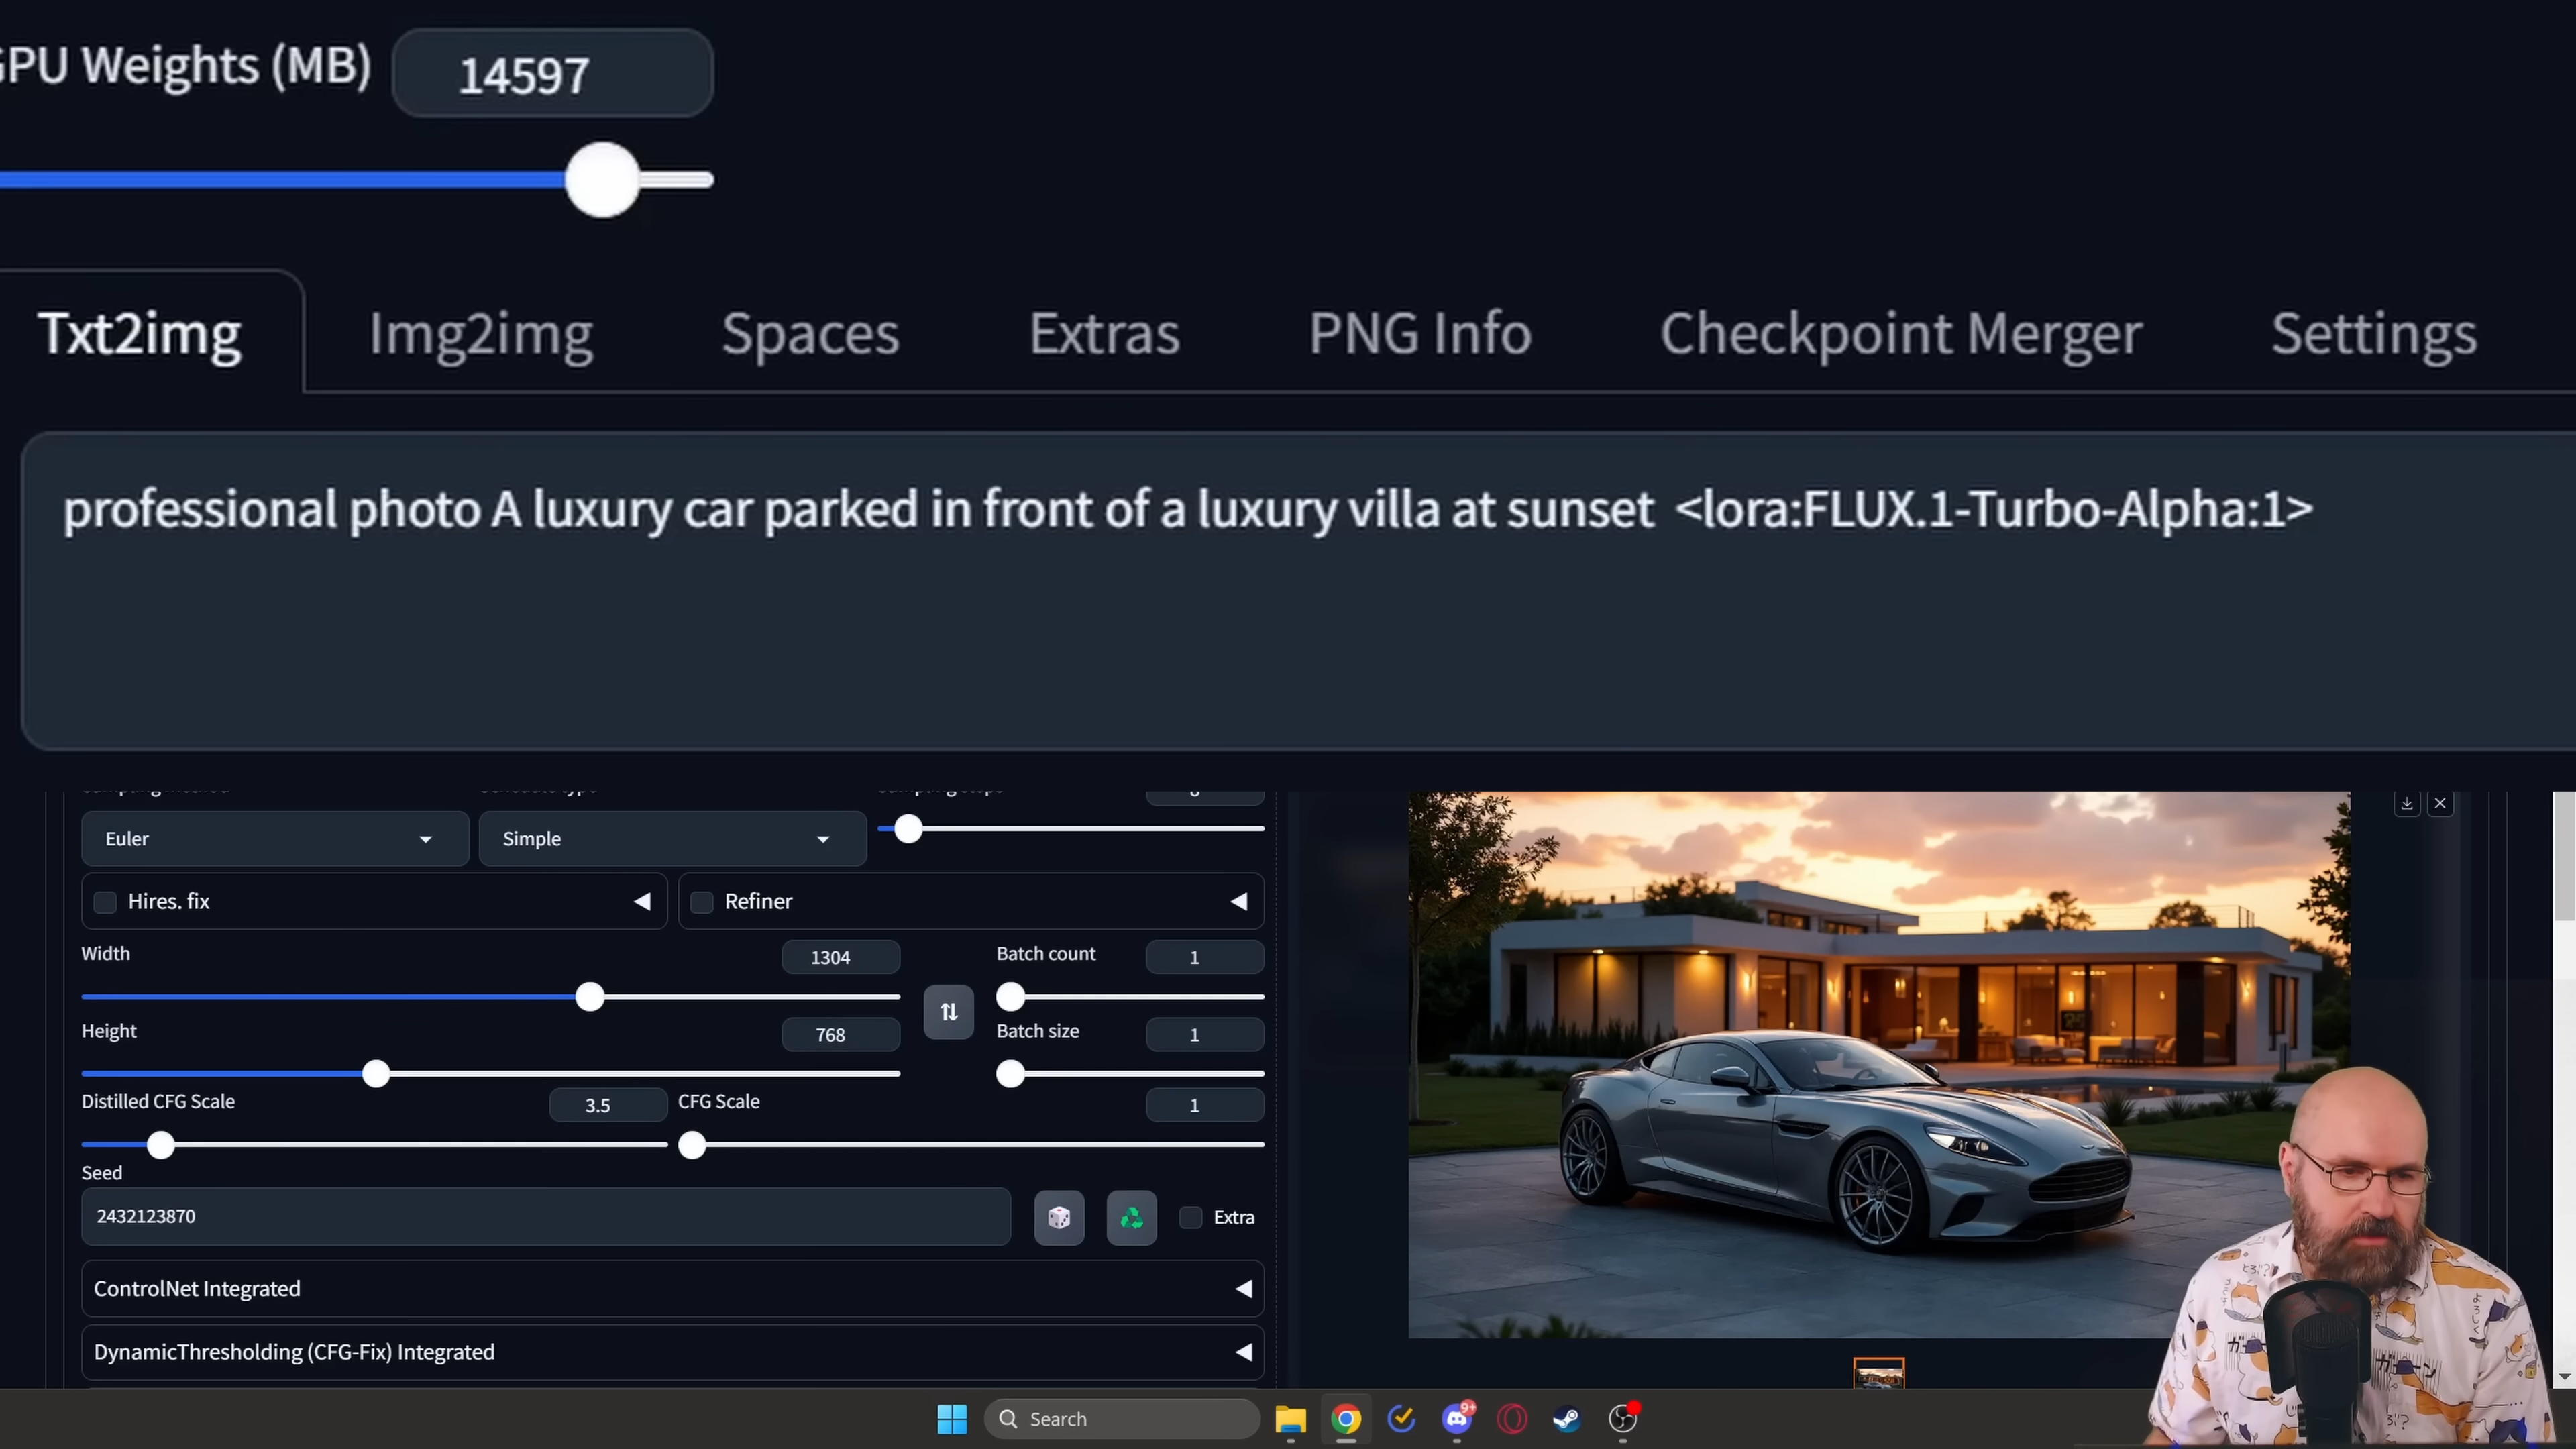 GPU Weights (MB) 14597
Txt2img Img2img Spaces Extras PNG Info Checkpoint Merger Settings
professional photo A luxury car parked in front of a luxury villa at sunset <lora:FLUX.1-Turbo-Alpha:1>
Euler Simple
Hires. fix Refiner
Width 1304 Batch count 1
Height 768 Batch size 1
Distilled CFG Scale 3.5 CFG Scale 1
Seed
2432123870 Extra
ControlNet Integrated
DynamicThresholding (CFG-Fix) Integrated
Search 9+